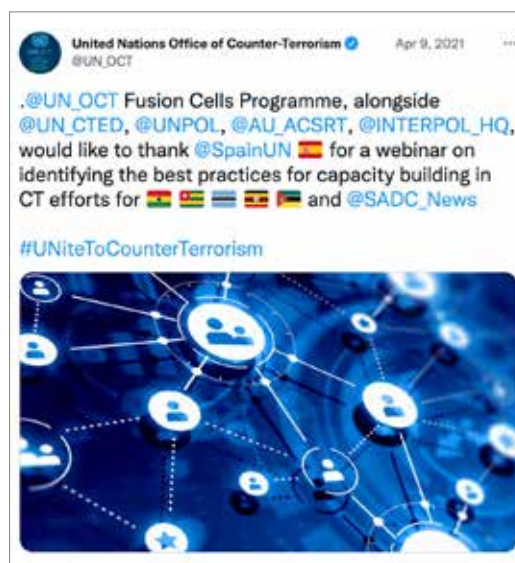 United Nations Office of Counter-Terrorism Apr 9, 2021 ...
@UN_OCT
.@UN_OCT Fusion Cells Programme, alongside
@UN_CTED, @UNPOL, @AU_ACSRT, @INTERPOL_HQ,
would like to thank @SpainUN 🇪🇸 for a webinar on
identifying the best practices for capacity building in
CT efforts for 🇬🇭 🇹🇬 🇧🇼 🇺🇬 🇲🇿 and @SADC_News
#UNiteToCounterTerrorism